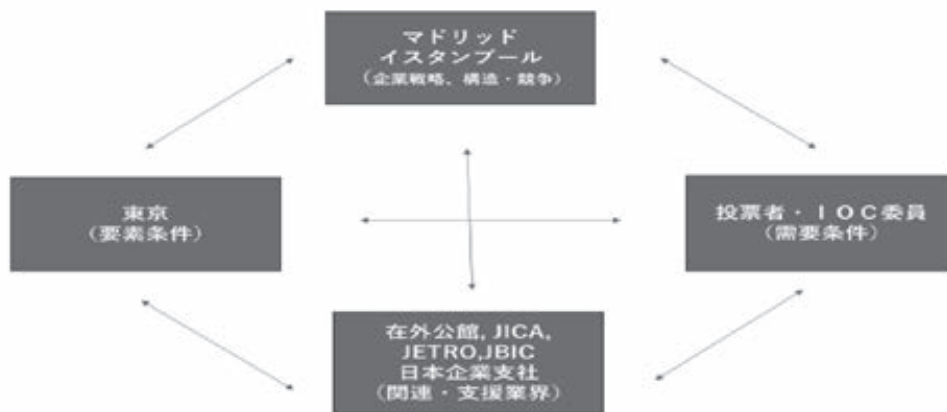 マドリッド
イスタンブール
(企業戦略、構造・競争)
東京
(要素条件)
投票者・ＩＯＣ委員
(需要条件)
在外公館, JICA,
JETRO,JBIC
日本企業支社
(関連・支援業界)